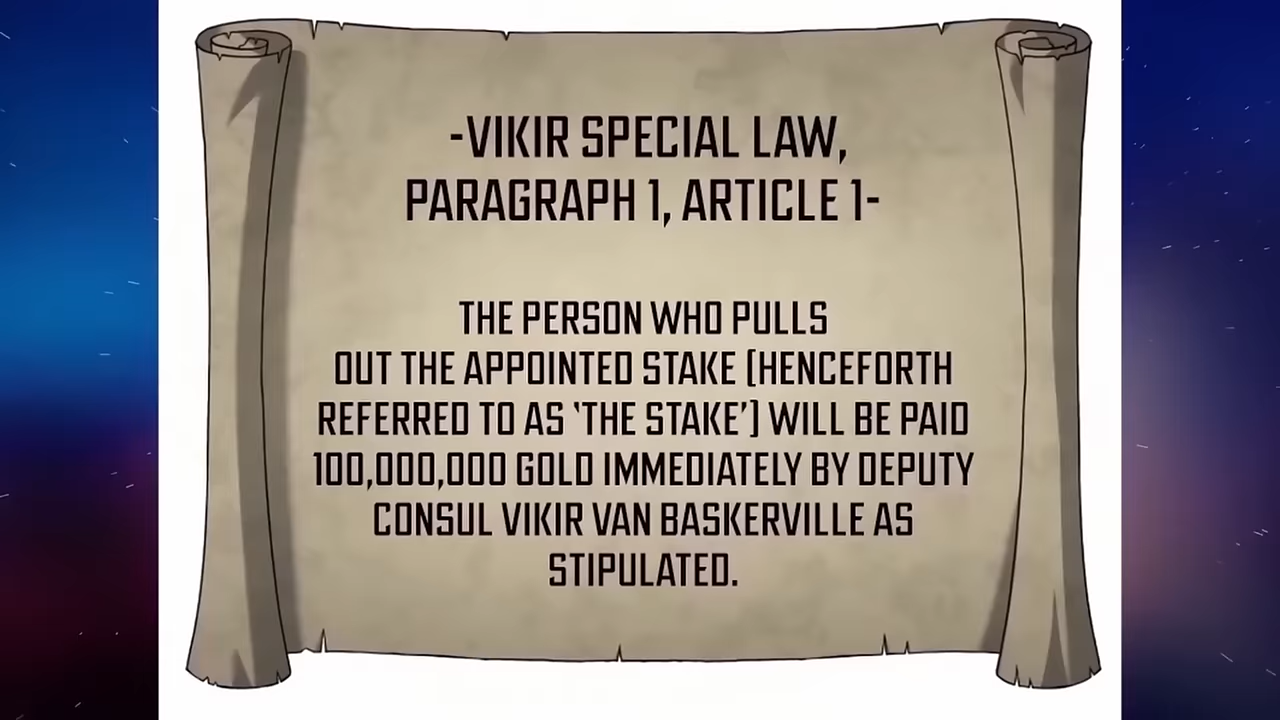 -VIKIR SPECIAL LAW,
PARAGRAPH 1, ARTICLE 1-
THE PERSON WHO PULLS
OUT THE APPOINTED STAKE (HENCEFORTH
REFERRED TO AS 'THE STAKE') WILL BE PAID
100,000,000 GOLD IMMEDIATELY BY DEPUTY
CONSUL VIKIR VAN BASKERVILLE AS
STIPULATED.